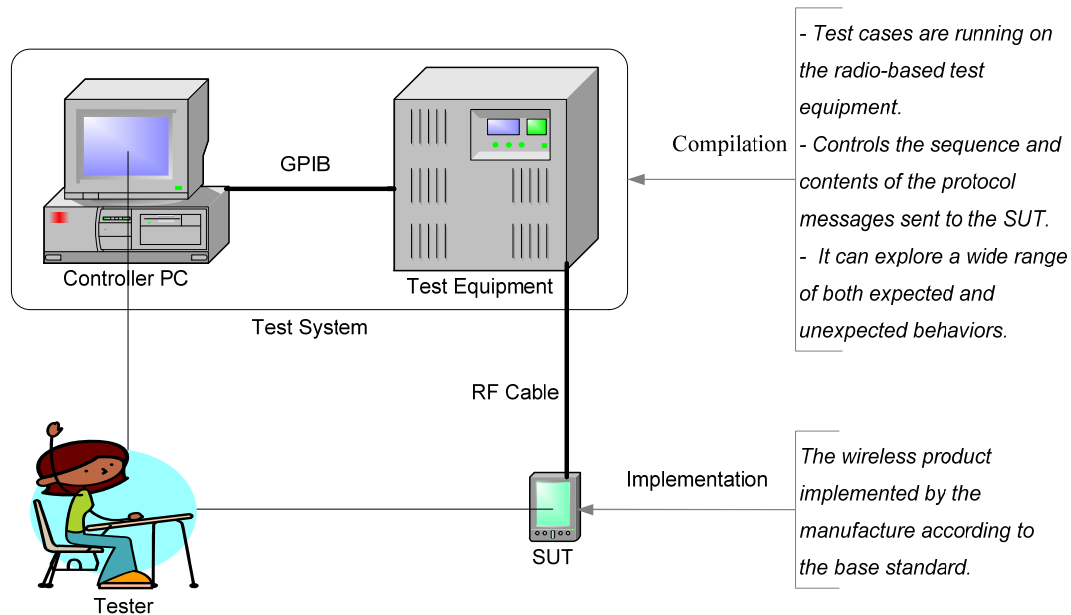 - Test cases are running on
the radio-based test
equipment.
- Controls the sequence and
contents of the protocol
messages sent to the SUT.
- It can explore a wide range
of both expected and
unexpected behaviors.
Compilation
GPIB
Controller PC
Test Equipment
Test System
RF Cable
Implementation
The wireless product
implemented by the
manufacture according to
the base standard.
SUT
Tester